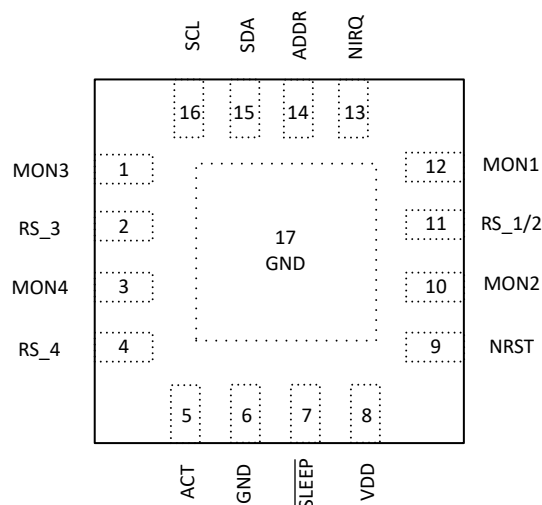 SCL SDA ADDR NIRQ
16 15 14 13
MON3 1 12 MON1
RS_3 2 11 RS_1/2
17
GND
MON4 3 10 MON2
RS_4 4 9 NRST
5 6 7 8
ACT GND SLEEP VDD